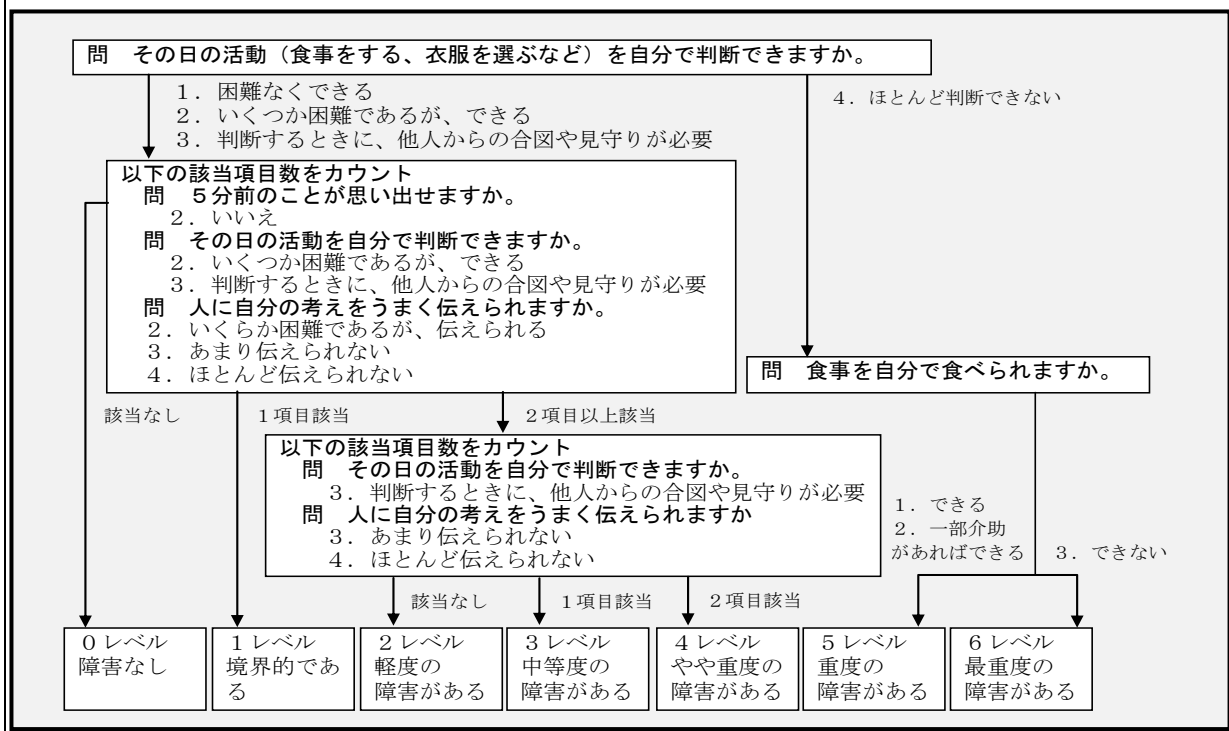 問　その日の活動（食事をする、衣服を選ぶなど）を自分で判断できますか。
１．困難なくできる
２．いくつか困難であるが、できる
３．判断するときに、他人からの合図や見守りが必要
４．ほとんど判断できない
以下の該当項目数をカウント
問　５分前のことが思い出せますか。
２．いいえ
問　その日の活動を自分で判断できますか。
２．いくつか困難であるが、できる
３．判断するときに、他人からの合図や見守りが必要
問　人に自分の考えをうまく伝えられますか。
２．いくらか困難であるが、伝えられる
３．あまり伝えられない
４．ほとんど伝えられない
問　食事を自分で食べられますか。
該当なし
１項目該当
２項目以上該当
以下の該当項目数をカウント
問　その日の活動を自分で判断できますか。
３．判断するときに、他人からの合図や見守りが必要
問　人に自分の考えをうまく伝えられますか
３．あまり伝えられない
４．ほとんど伝えられない
１．できる
２．一部介助
があればできる
３．できない
該当なし
１項目該当
２項目該当
０レベル
障害なし
１レベル
境界的であ
る
２レベル
軽度の
障害がある
３レベル
中等度の
障害がある
４レベル
やや重度の
障害がある
５レベル
重度の
障害がある
６レベル
最重度の
障害がある